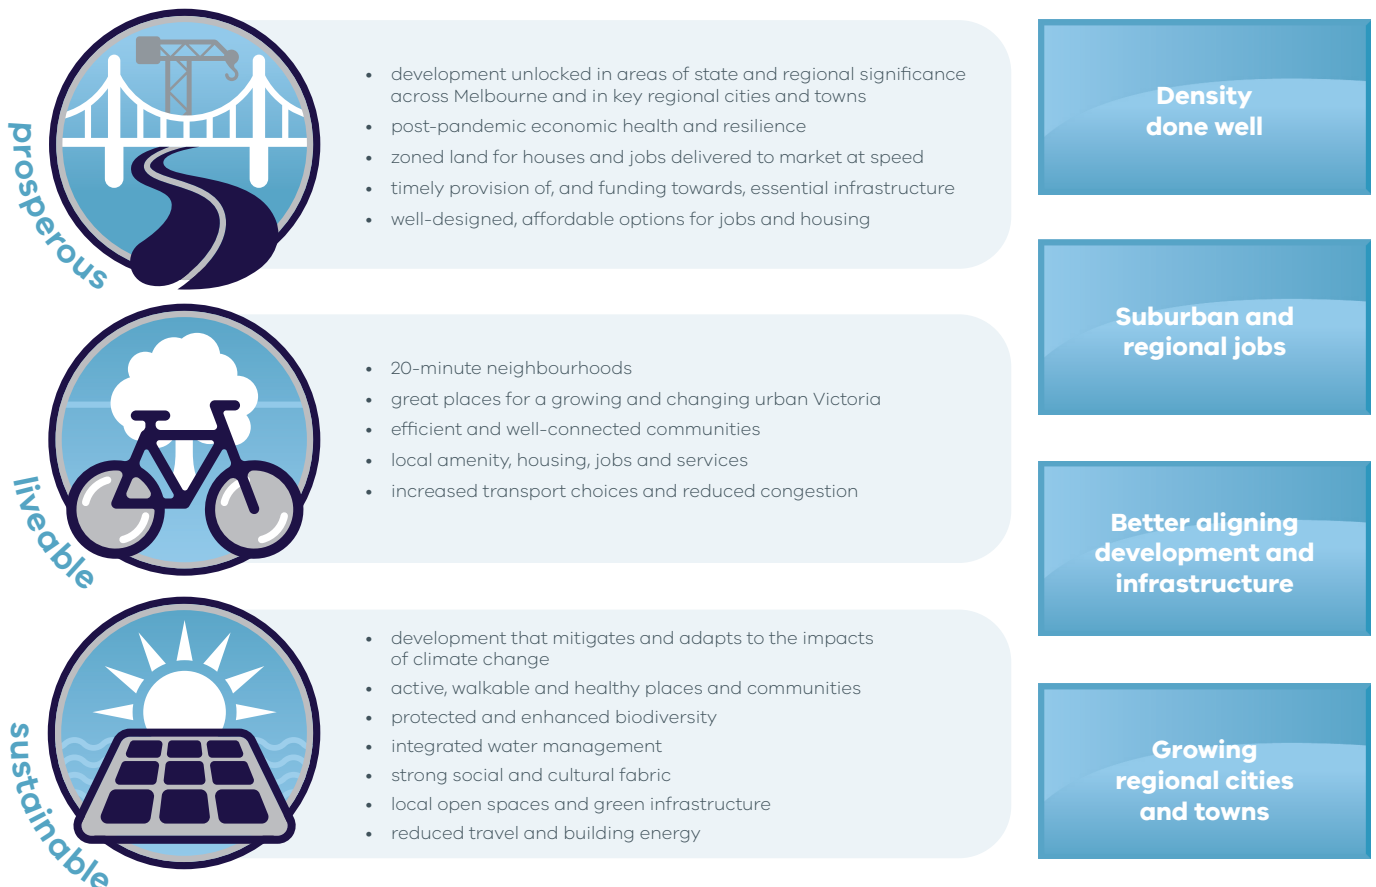 prosperous
• development unlocked in areas of state and regional significance
across Melbourne and in key regional cities and towns
• post-pandemic economic health and resilience
• zoned land for houses and jobs delivered to market at speed
• timely provision of, and funding towards, essential infrastructure
• well-designed, affordable options for jobs and housing
liveable
• 20-minute neighbourhoods
• great places for a growing and changing urban Victoria
• efficient and well-connected communities
• local amenity, housing, jobs and services
• increased transport choices and reduced congestion
sustainable
• development that mitigates and adapts to the impacts
of climate change
• active, walkable and healthy places and communities
• protected and enhanced biodiversity
• integrated water management
• strong social and cultural fabric
• local open spaces and green infrastructure
• reduced travel and building energy
Density
done well
Suburban and
regional jobs
Better aligning
development and
infrastructure
Growing
regional cities
and towns